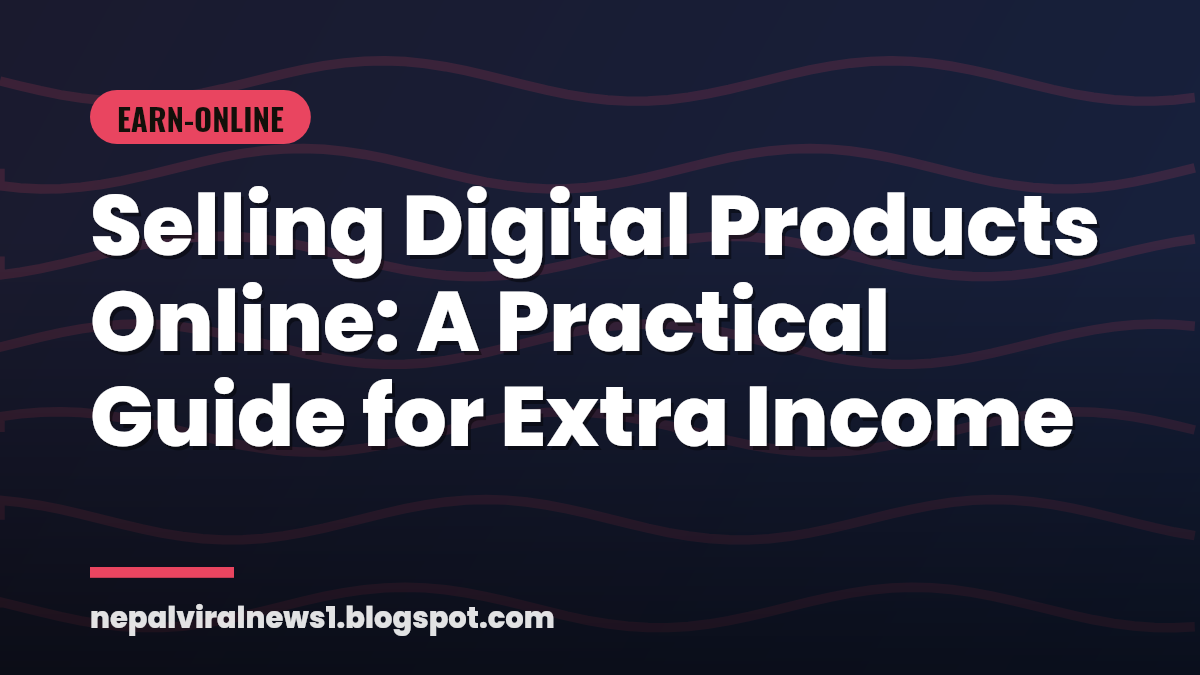 EARN-ONLINE
Selling Digital Products
Online: A Practical
Guide for Extra Income
nepalviralnews1.blogspot.com